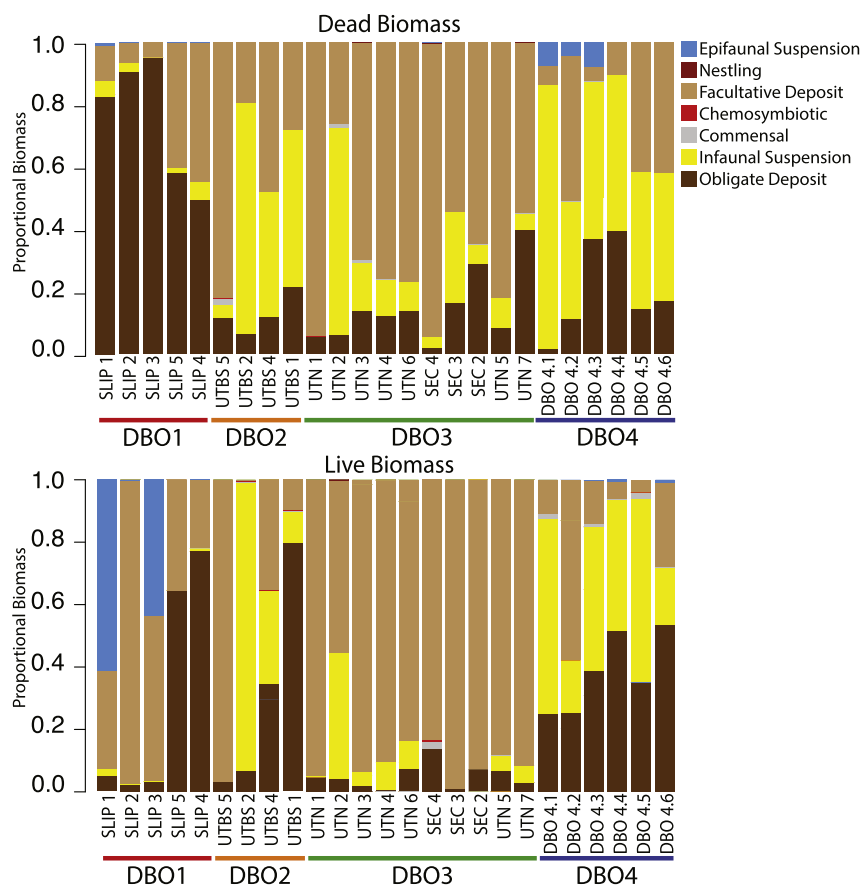 Dead Biomass
Proportional Biomass
1.0
0.8
0.6
0.4
0.2
0.0
Epifaunal Suspension
Nestling
Facultative Deposit
Chemosymbiotic
Commensal
Infaunal Suspension
Obligate Deposit
SLIP 1
SLIP 2
SLIP 3
SLIP 5
SLIP 4
UTBS 5
UTBS 2
UTBS 4
UTBS 1
UTN 1
UTN 2
UTN 3
UTN 4
UTN 6
SEC 4
SEC 3
SEC 2
UTN 5
UTN 7
DBO 4.1
DBO 4.2
DBO 4.3
DBO 4.4
DBO 4.5
DBO 4.6
DBO1
DBO2
DBO3
DBO4
Live Biomass
Proportional Biomass
1.0
0.8
0.6
0.4
0.2
0.0
SLIP 1
SLIP 2
SLIP 3
SLIP 5
SLIP 4
UTBS 5
UTBS 2
UTBS 4
UTBS 1
UTN 1
UTN 2
UTN 3
UTN 4
UTN 6
SEC 4
SEC 3
SEC 2
UTN 5
UTN 7
DBO 4.1
DBO 4.2
DBO 4.3
DBO 4.4
DBO 4.5
DBO 4.6
DBO1
DBO2
DBO3
DBO4